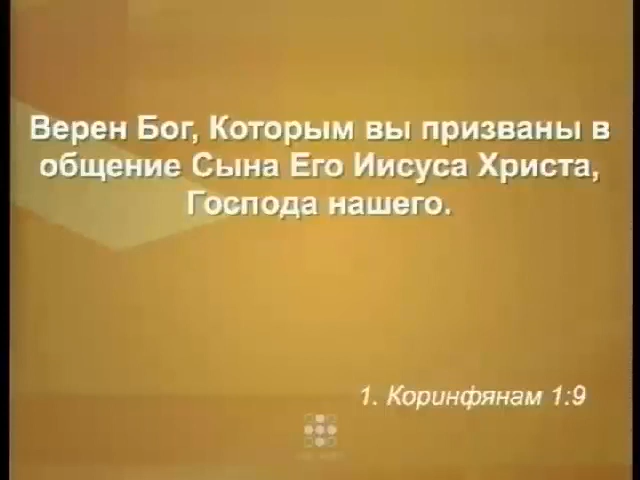 Верен Бог, Которым вы призваны в
общение Сына Его Иисуса Христа,
Господа нашего.
1. Коринфянам 1:9